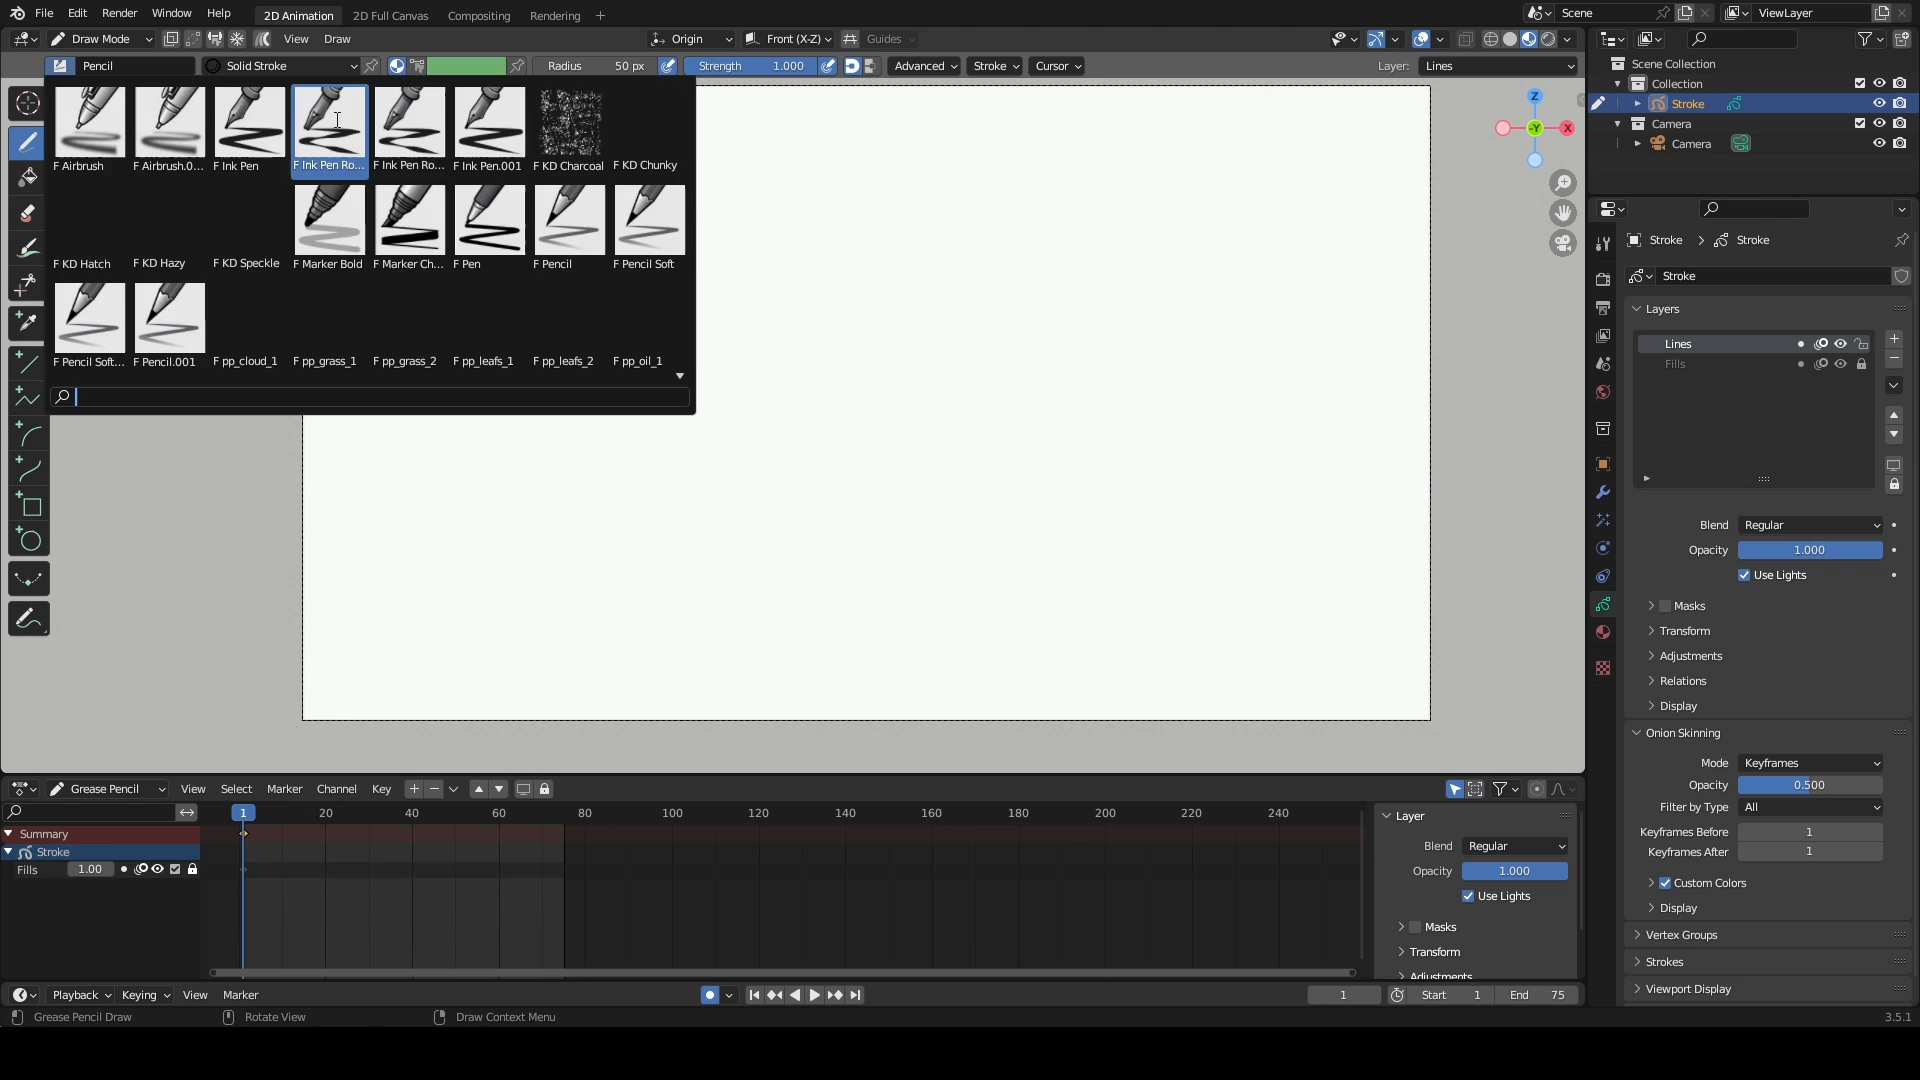 File Edit Render Window Help 2D Animation 2D Full Canvas Compositing Rendering + Scene ViewLayer
Draw Mode View Draw Origin Front (X-Z) Guides
Pencil Solid Stroke Radius 50 px Strength 1.000 Advanced Stroke Cursor Layer: Lines
F Airbrush F Airbrush.0... F Ink Pen F Ink Pen Ro... F Ink Pen Ro... F Ink Pen.001 F KD Charcoal F KD Chunky
F KD Hatch F KD Hazy F KD Speckle F Marker Bold F Marker Ch... F Pen F Pencil F Pencil Soft
F Pencil Soft... F Pencil.001 F pp_cloud_1 F pp_grass_1 F pp_grass_2 F pp_leafs_1 F pp_leafs_2 F pp_oil_1
Z
-Y X
Scene Collection
Collection
Stroke
Camera
Camera
Stroke > Stroke
Stroke
Layers
Lines
Fills
Blend Regular
Opacity 1.000
Use Lights
Masks
Transform
Adjustments
Relations
Display
Onion Skinning
Mode Keyframes
Opacity 0.500
Filter by Type All
Keyframes Before 1
Keyframes After 1
Custom Colors
Display
Vertex Groups
Strokes
Viewport Display
Grease Pencil View Select Marker Channel Key
1 20 40 60 80 100 120 140 160 180 200 220 240
Summary
Stroke
Fills 1.00
Layer
Blend Regular
Opacity 1.000
Use Lights
Masks
Transform
Adjustments
Playback Keying View Marker 1 Start 1 End 75
Grease Pencil Draw Rotate View Draw Context Menu 3.5.1